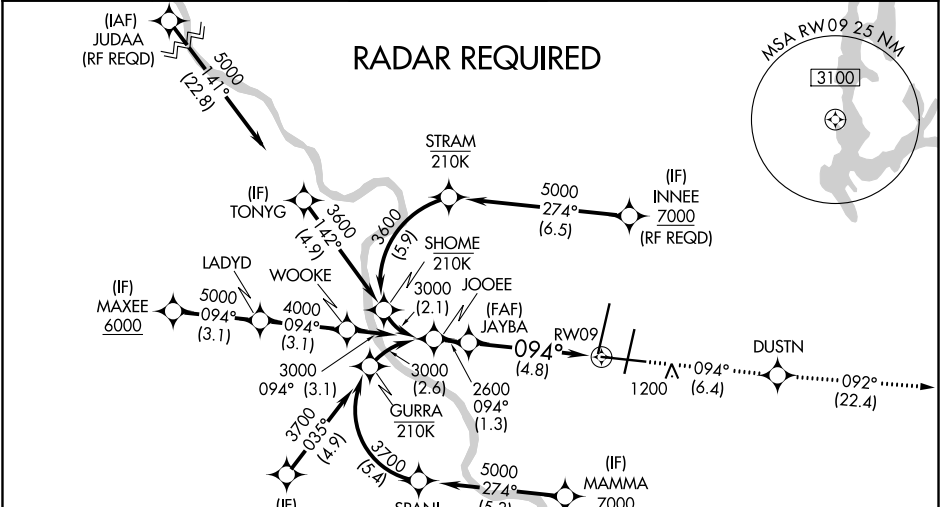 (IAF)
JUDAA
(RF REQD)
5000
141°
(22.8)
RADAR REQUIRED
MSA RW09 25 NM
3100
STRAM
210K
(IF)
TONYG
3600
142°
(4.9)
3600
(5.9)
5000
274°
(6.5)
(IF)
INNEE
7000
(RF REQD)
SHOME
210K
3000
(2.1)
JOOEE
(FAF)
JAYBA
LADYD
WOOKE
(IF)
MAXEE
6000
5000
094°
(3.1)
4000
094°
(3.1)
3000
094° (3.1)
3000
(2.6)
2600
094°
(1.3)
094°
(4.8)
RW09
1200
094°
(6.4)
DUSTN
092°
(22.4)
GURRA
210K
3700
035°
(4.9)
3700
(5.4)
5000
274°
(IF)
MAMMA
7000
(IF)